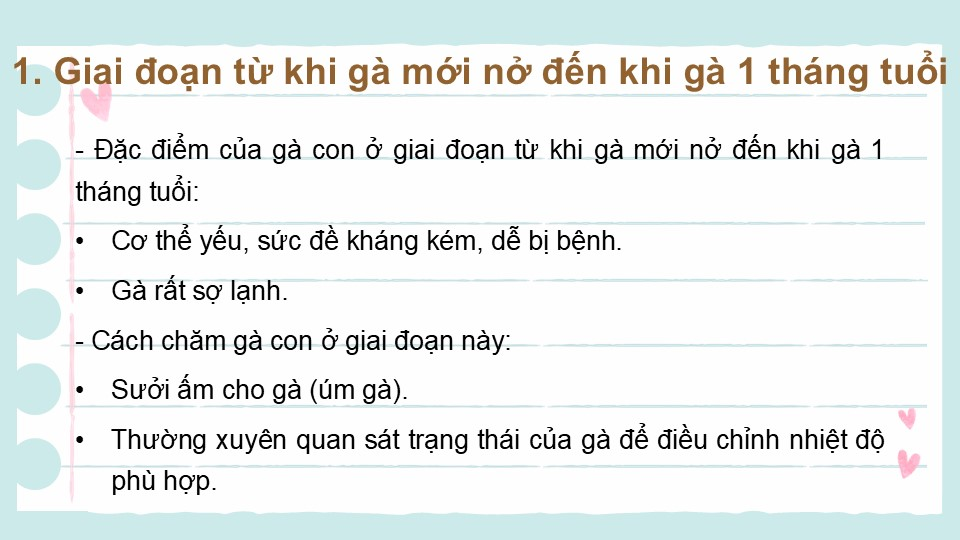 1. Giai đoạn từ khi gà mới nở đến khi gà 1 tháng tuổi
- Đặc điểm của gà con ở giai đoạn từ khi gà mới nở đến khi gà 1
tháng tuổi:
• Cơ thể yếu, sức đề kháng kém, dễ bị bệnh.
• Gà rất sợ lạnh.
- Cách chăm gà con ở giai đoạn này:
• Sưởi ấm cho gà (úm gà).
• Thường xuyên quan sát trạng thái của gà để điều chỉnh nhiệt độ
phù hợp.